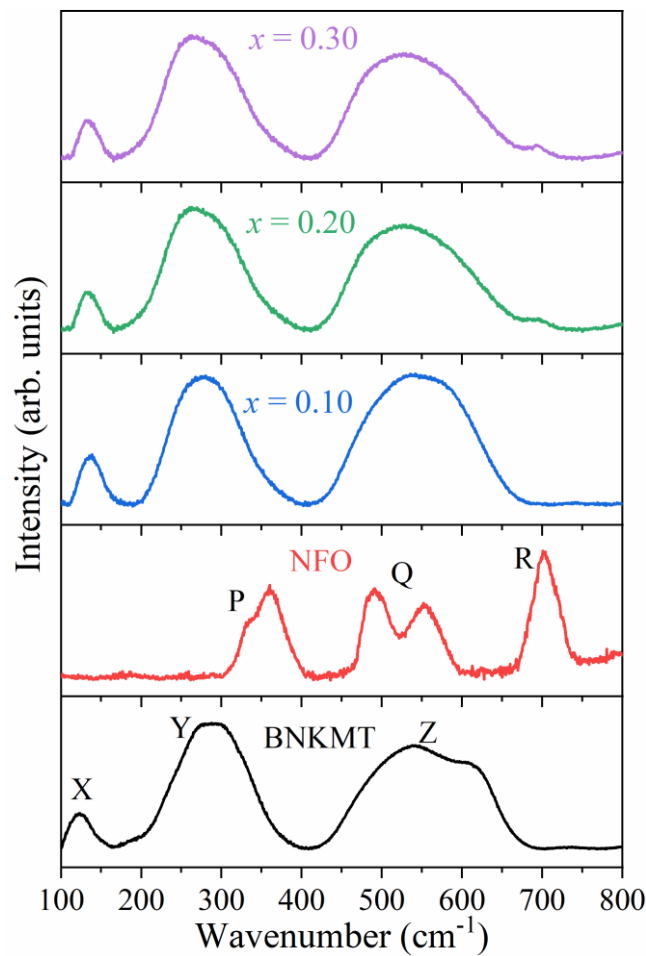 x = 0.30
x = 0.20
x = 0.10
NFO
P
Q
R
BNKMT
X
Y
Z
Intensity (arb. units)
100 200 300 400 500 600 700 800
Wavenumber (cm⁻¹)